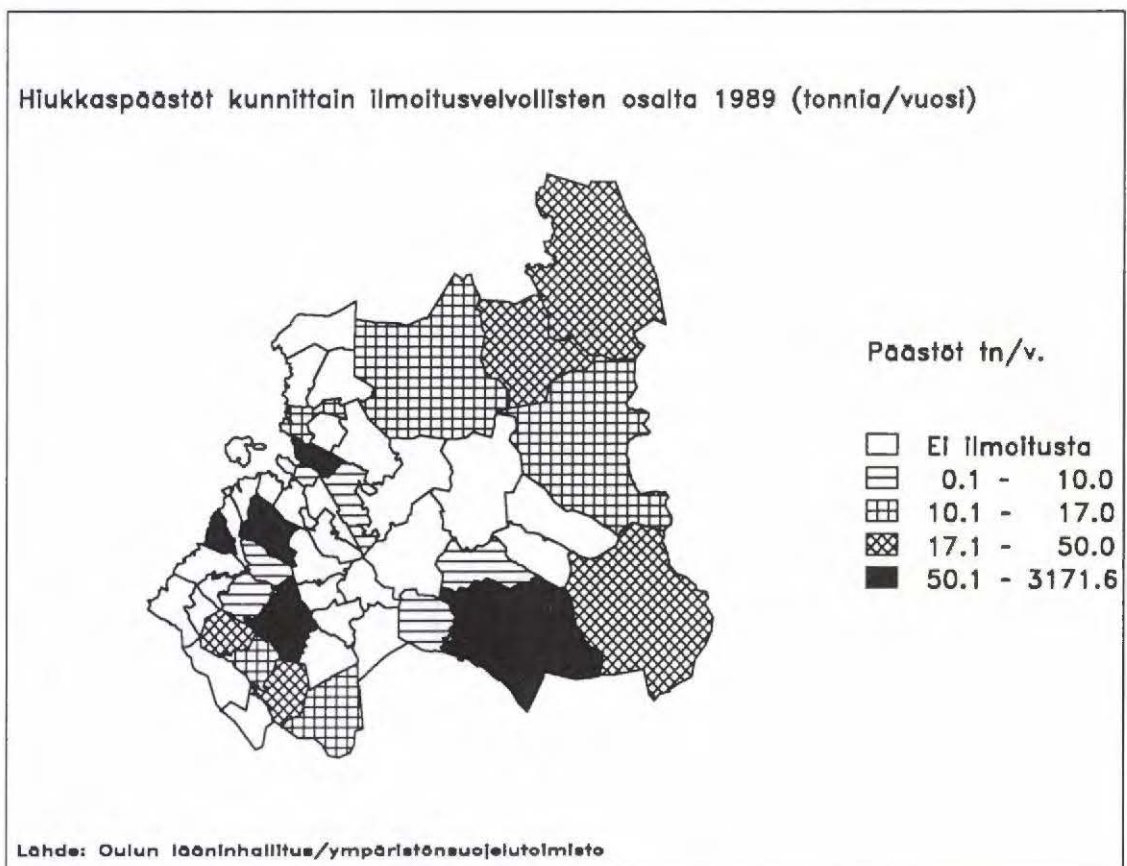 Hiukkaspäästöt kunnittain ilmoitusvelvollisten osalta 1989 (tonnia/vuosi)
Päästöt tn/v.
Ei ilmoitusta
0.1 - 10.0
10.1 - 17.0
17.1 - 50.0
50.1 - 3171.6
Lähde: Oulun lääninhallitus/ympäristönsuojelutoimisto